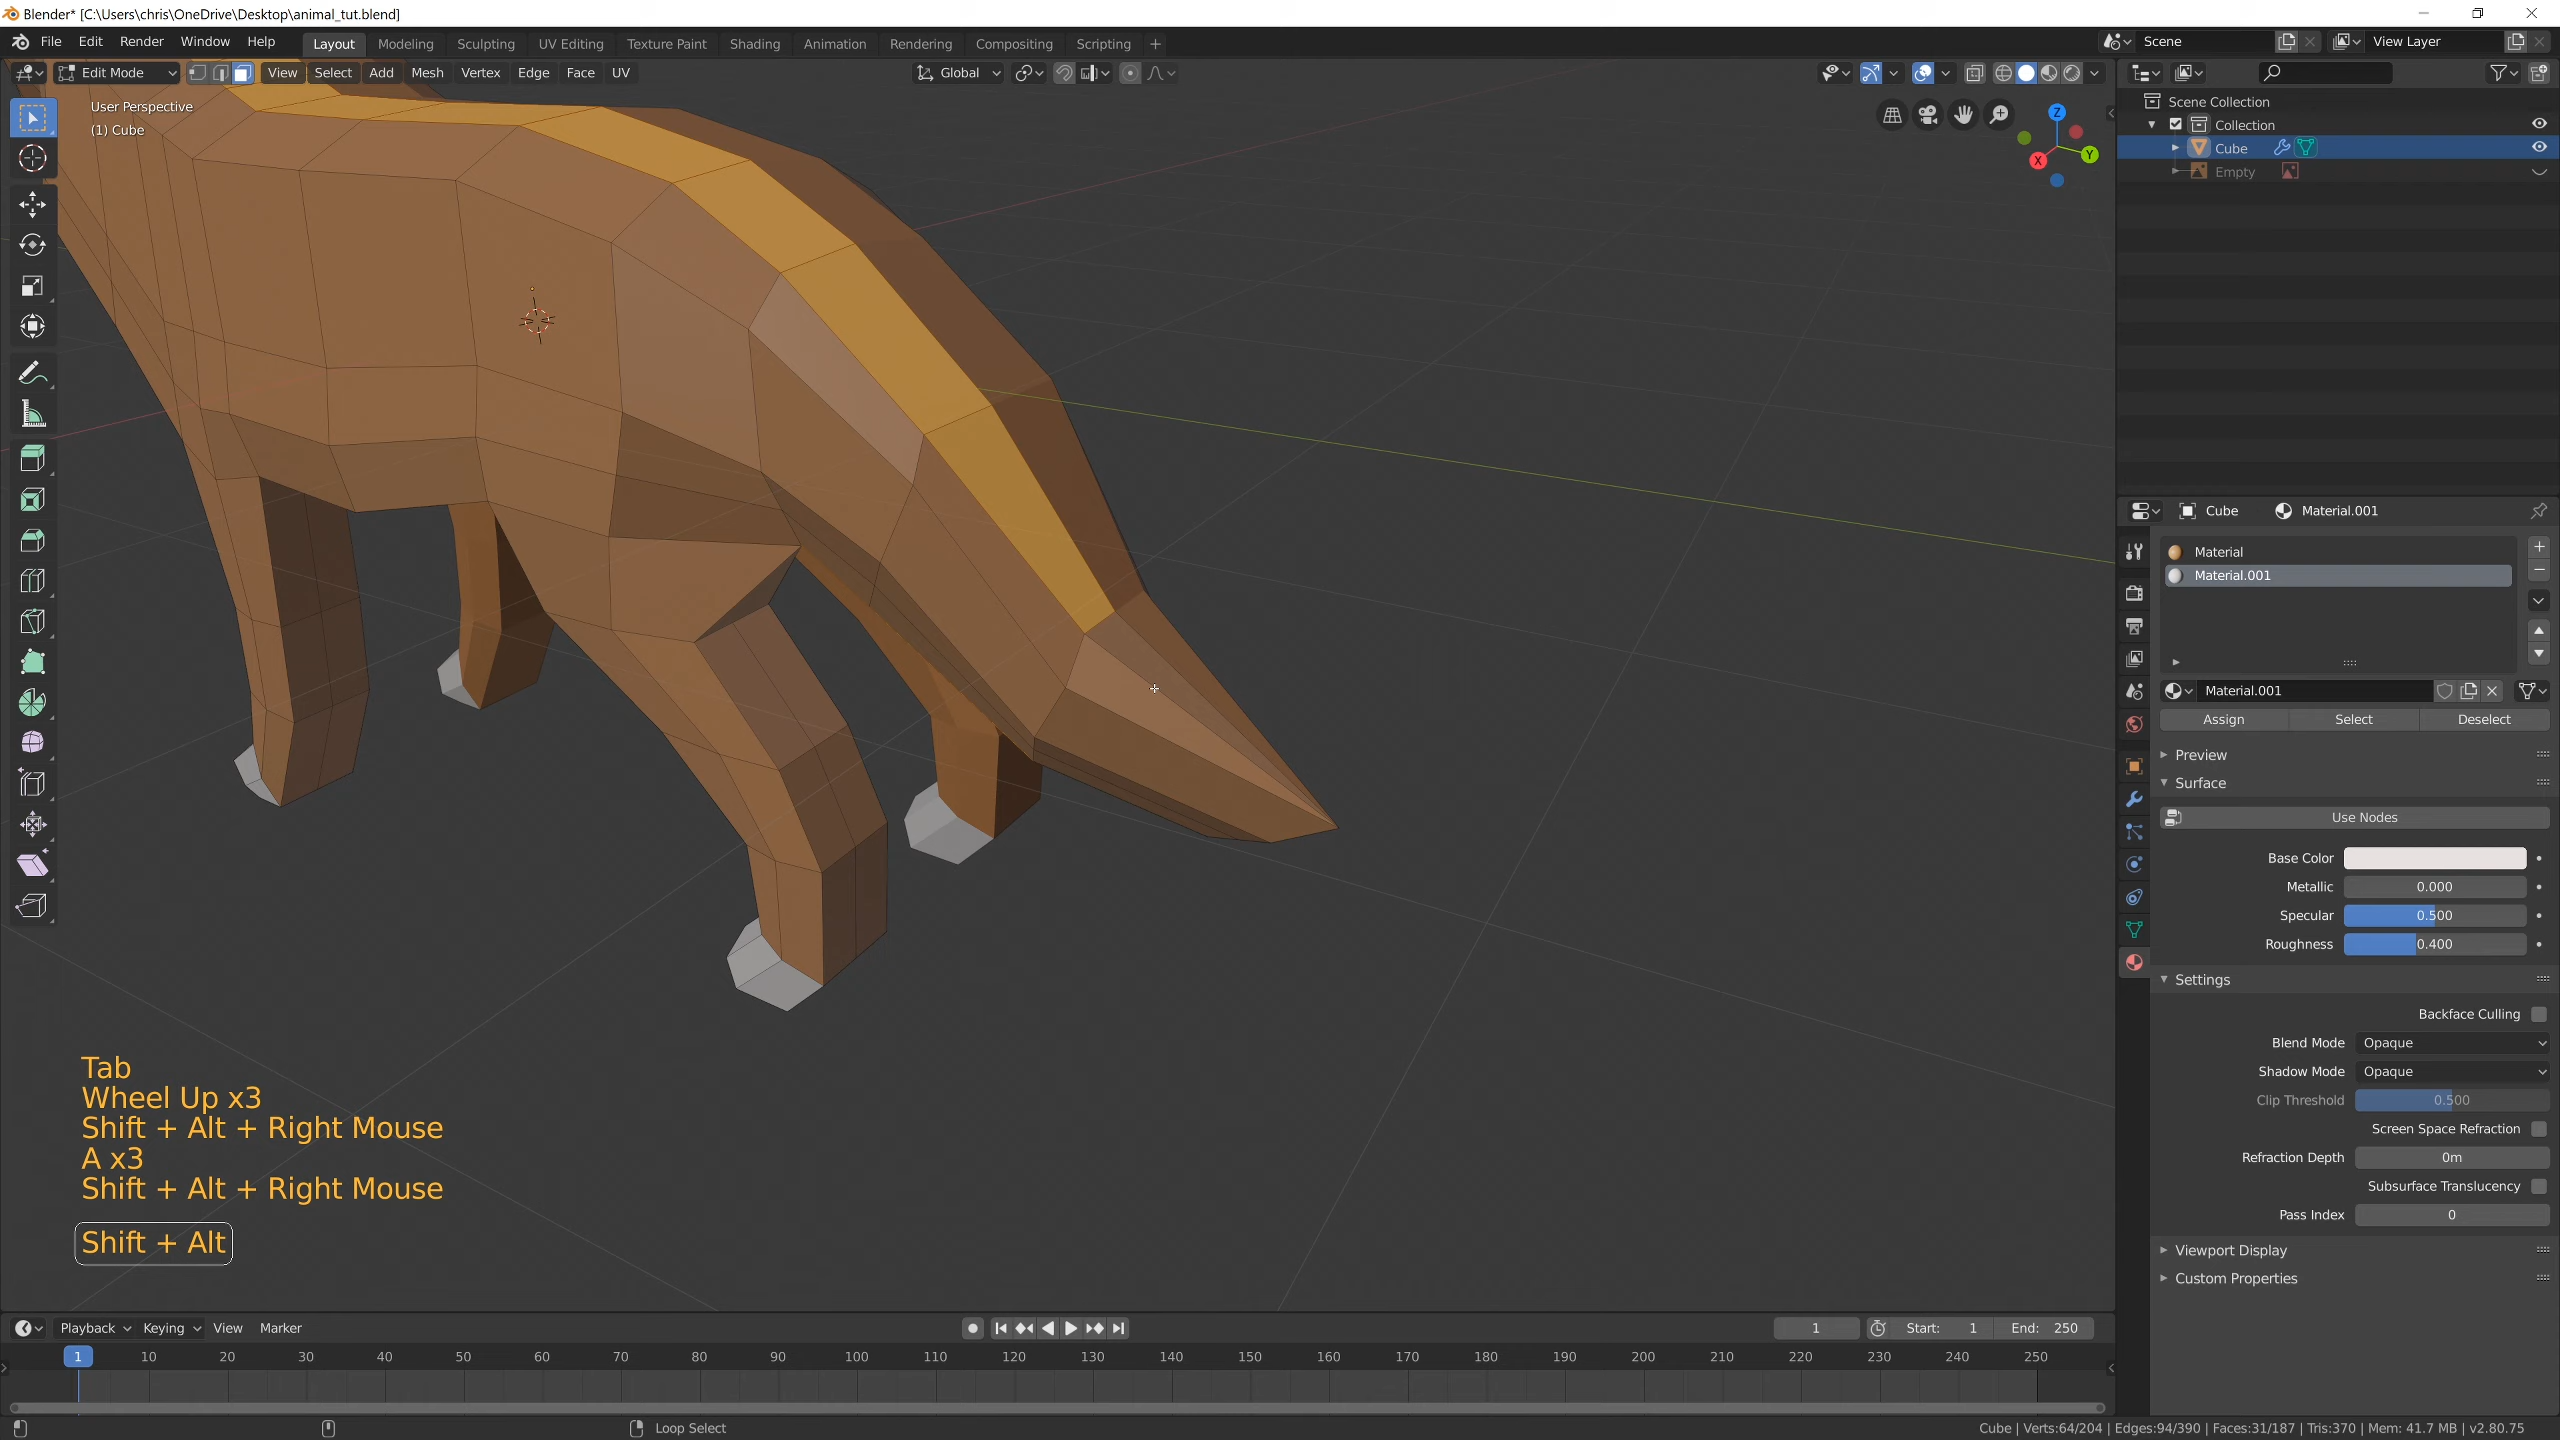 Blender* [C:\Users\chris\OneDrive\Desktop\animal_tut.blend]
File Edit Render Window Help Layout Modeling Sculpting UV Editing Texture Paint Shading Animation Rendering Compositing Scripting + Scene View Layer
Edit Mode View Select Add Mesh Vertex Edge Face UV Global
User Perspective
(1) Cube
Z
Y
X
Scene Collection
Collection
Cube
Empty
Cube Material.001
Material
Material.001
Material.001
Assign Select Deselect
Preview
Surface
Use Nodes
Base Color
Metallic 0.000
Specular 0.500
Roughness 0.400
Settings
Backface Culling
Blend Mode Opaque
Shadow Mode Opaque
Clip Threshold 0.500
Screen Space Refraction
Refraction Depth 0m
Subsurface Translucency
Pass Index 0
Viewport Display
Custom Properties
Tab
Wheel Up x3
Shift + Alt + Right Mouse
A x3
Shift + Alt + Right Mouse
Shift + Alt
Playback Keying View Marker 1 Start: 1 End: 250
1 10 20 30 40 50 60 70 80 90 100 110 120 130 140 150 160 170 180 190 200 210 220 230 240 250
Loop Select
Cube | Verts:64/204 | Edges:94/390 | Faces:31/187 | Tris:370 | Mem: 41.7 MB | v2.80.75